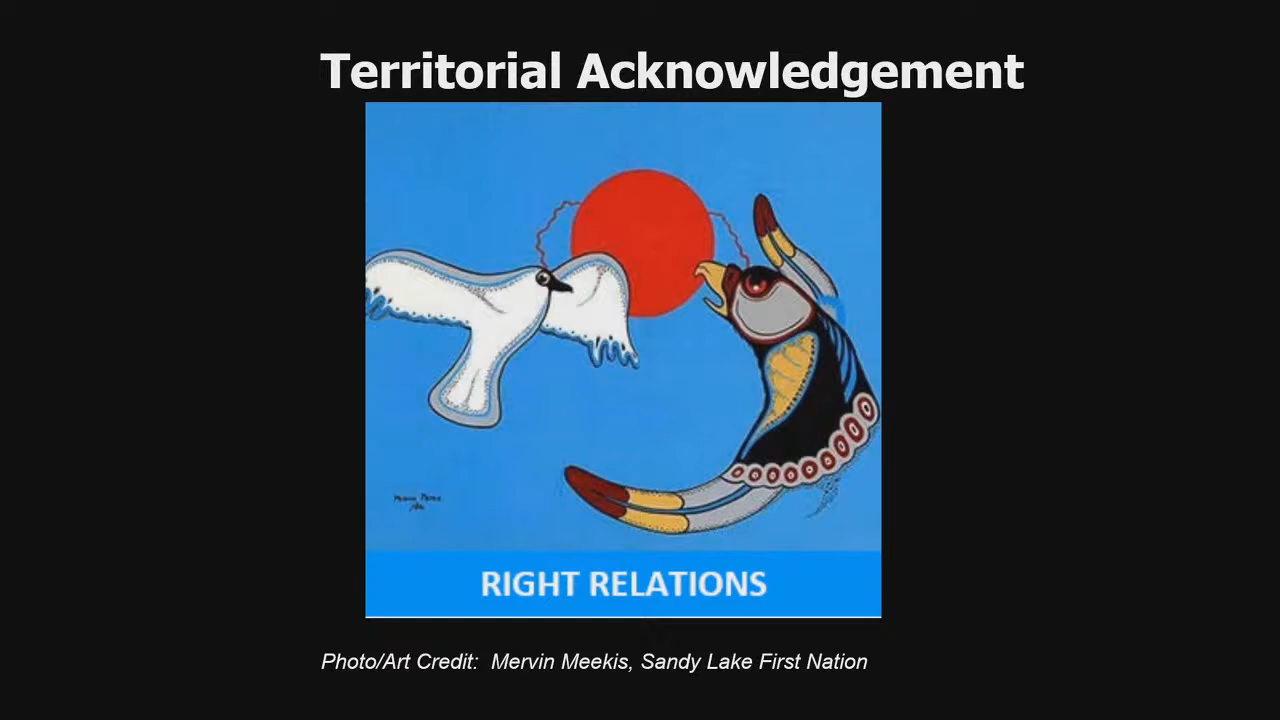 Territorial Acknowledgement
RIGHT RELATIONS
Photo/Art Credit:  Mervin Meekis, Sandy Lake First Nation